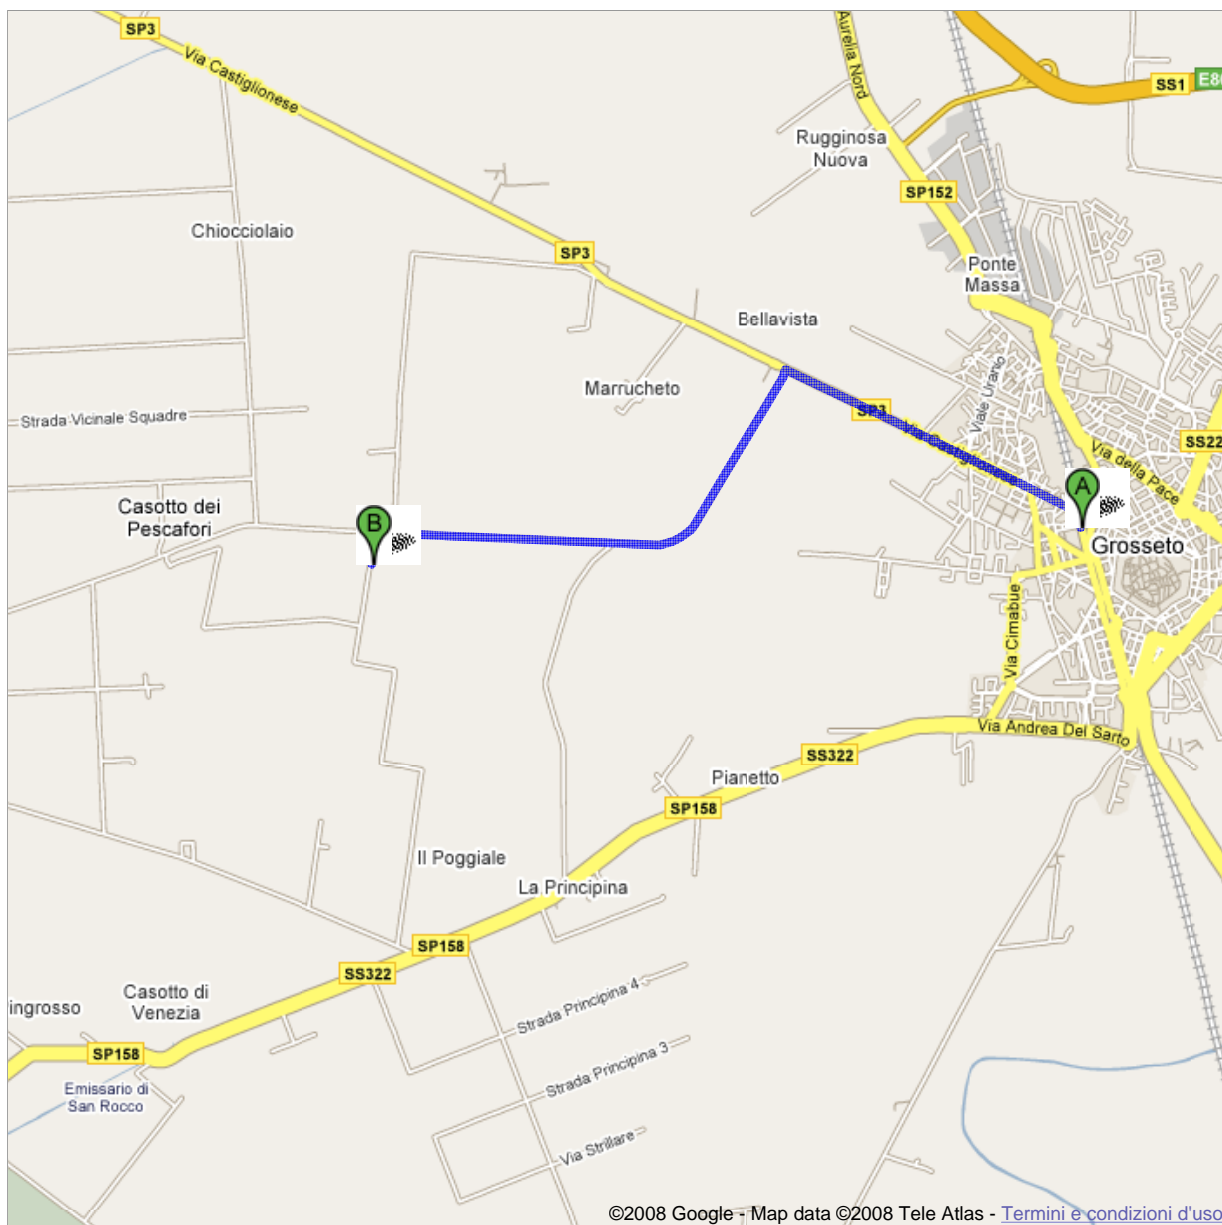 SP3
Via Castiglionese
Aurelia Nord
SS1
Rugginosa
Nuova
SP152
Chiocciolaio
SP3
Ponte
Massa
Bellavista
Marrucheto
Viale Uranio
SP3
Via Castiglionese
Strada Vicinale Squadre
SS22
Via della Pace
A
Casotto dei
Pescafori
B
Grosseto
Via Cimabue
Via Andrea Del Sarto
SS322
Pianetto
SP158
Il Poggiale
La Principina
SP158
SS322
Casotto di
Venezia
ingrosso
Strada Principina 4
SP158
Strada Principina 3
Emissario di
San Rocco
Via Strillare
©2008 Google - Map data ©2008 Tele Atlas - Termini e condizioni d'uso